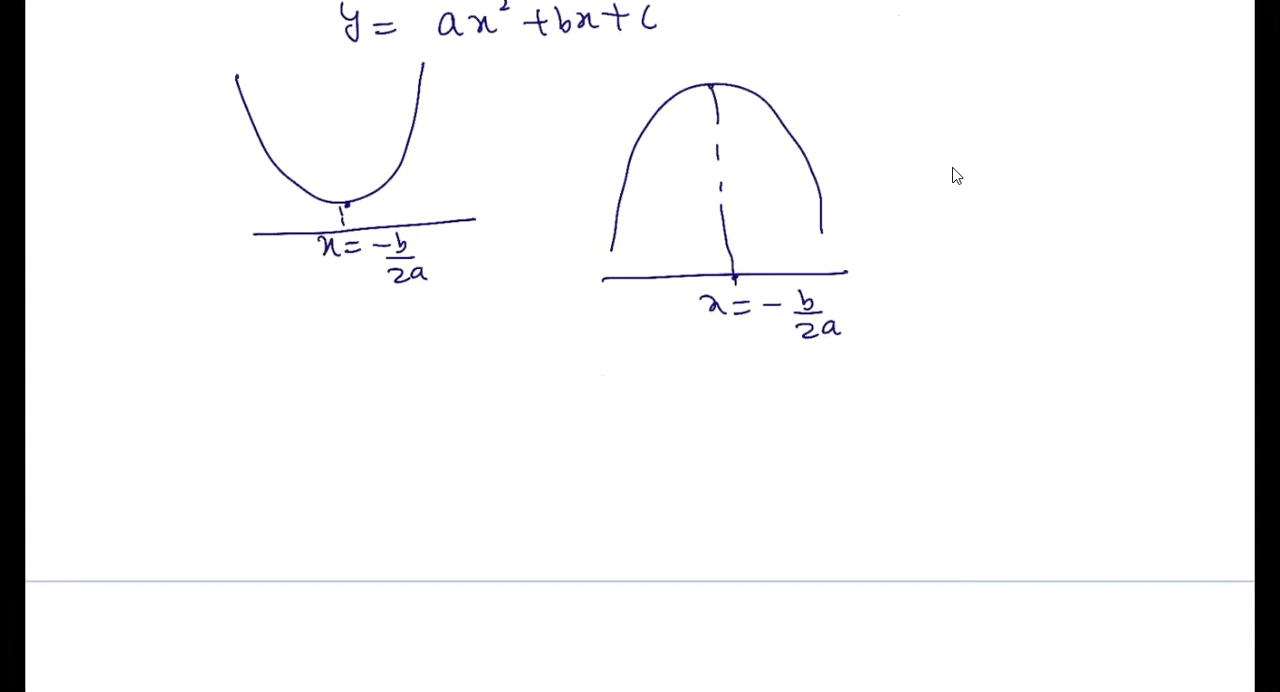 y = ax² + bx + c
x = -b/2a
x = - b/2a